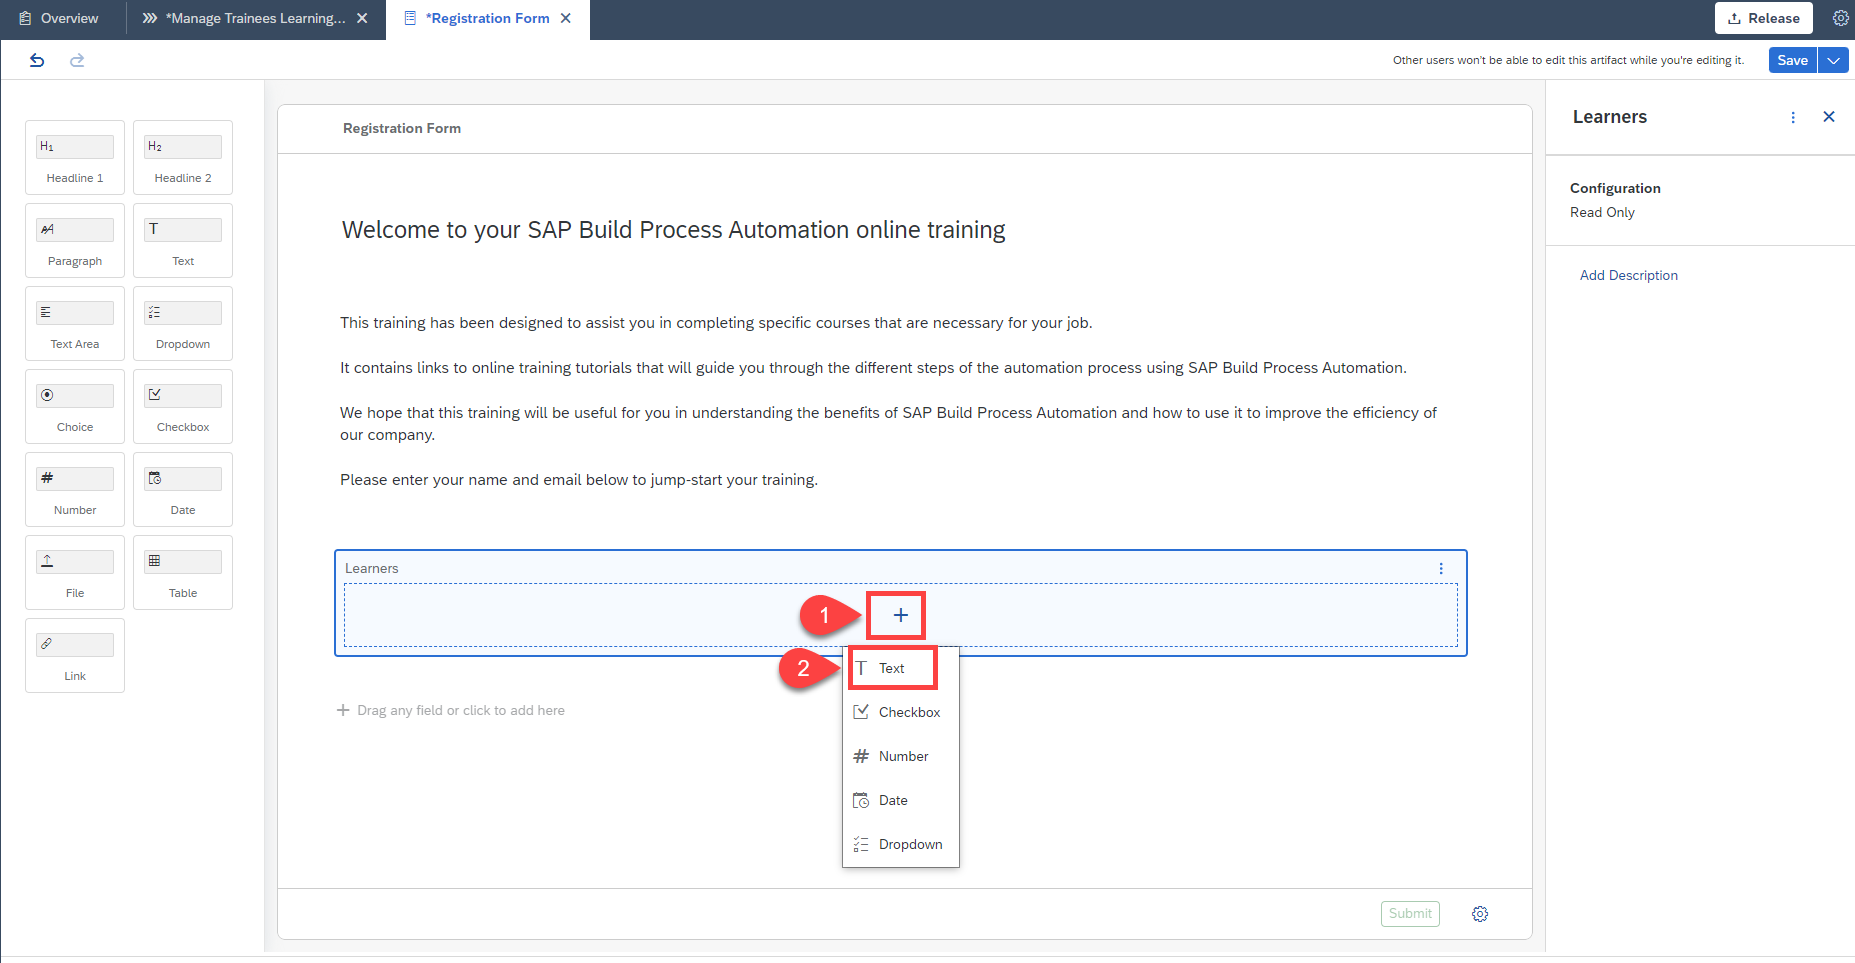 Overview
*Manage Trainees Learning...
*Registration Form
Release
Other users won't be able to edit this artifact while you're editing it.
Save
H1
Headline 1
H2
Headline 2
Paragraph
T
Text
Text Area
Dropdown
Choice
Checkbox
#
Number
Date
File
Table
Link
Registration Form
Welcome to your SAP Build Process Automation online training
This training has been designed to assist you in completing specific courses that are necessary for your job.
It contains links to online training tutorials that will guide you through the different steps of the automation process using SAP Build Process Automation.
We hope that this training will be useful for you in understanding the benefits of SAP Build Process Automation and how to use it to improve the efficiency of
our company.
Please enter your name and email below to jump-start your training.
Learners
1
+
2
T Text
Checkbox
# Number
Date
Dropdown
+ Drag any field or click to add here
Submit
Learners
Configuration
Read Only
Add Description